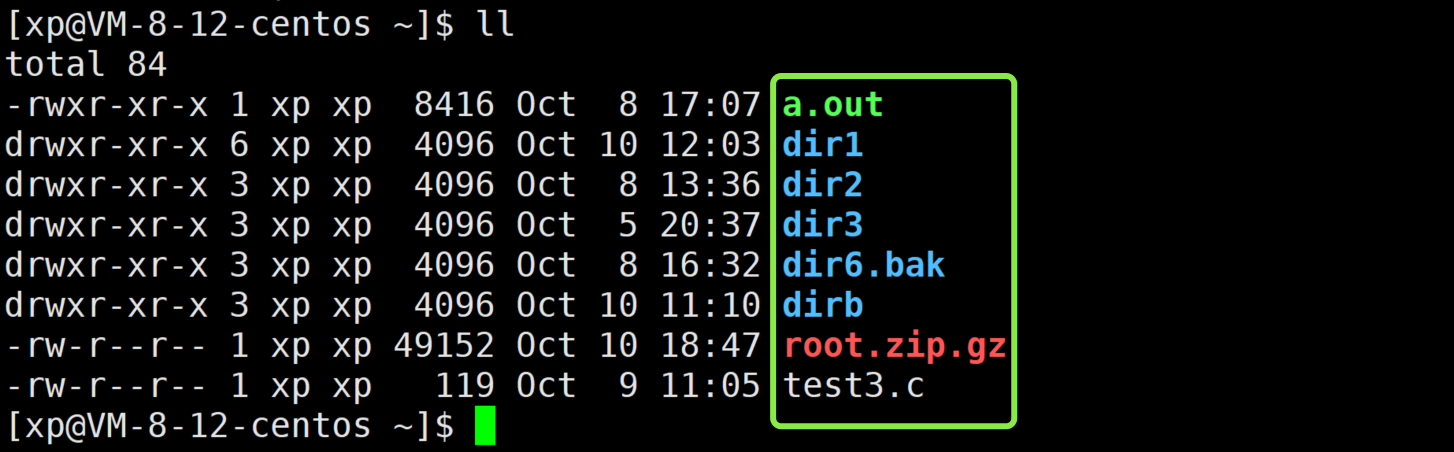 [xp@VM-8-12-centos ~]$ ll
total 84
-rwxr-xr-x 1 xp xp  8416 Oct  8 17:07 a.out
drwxr-xr-x 6 xp xp  4096 Oct 10 12:03 dir1
drwxr-xr-x 3 xp xp  4096 Oct  8 13:36 dir2
drwxr-xr-x 3 xp xp  4096 Oct  5 20:37 dir3
drwxr-xr-x 3 xp xp  4096 Oct  8 16:32 dir6.bak
drwxr-xr-x 3 xp xp  4096 Oct 10 11:10 dirb
-rw-r--r-- 1 xp xp 49152 Oct 10 18:47 root.zip.gz
-rw-r--r-- 1 xp xp   119 Oct  9 11:05 test3.c
[xp@VM-8-12-centos ~]$